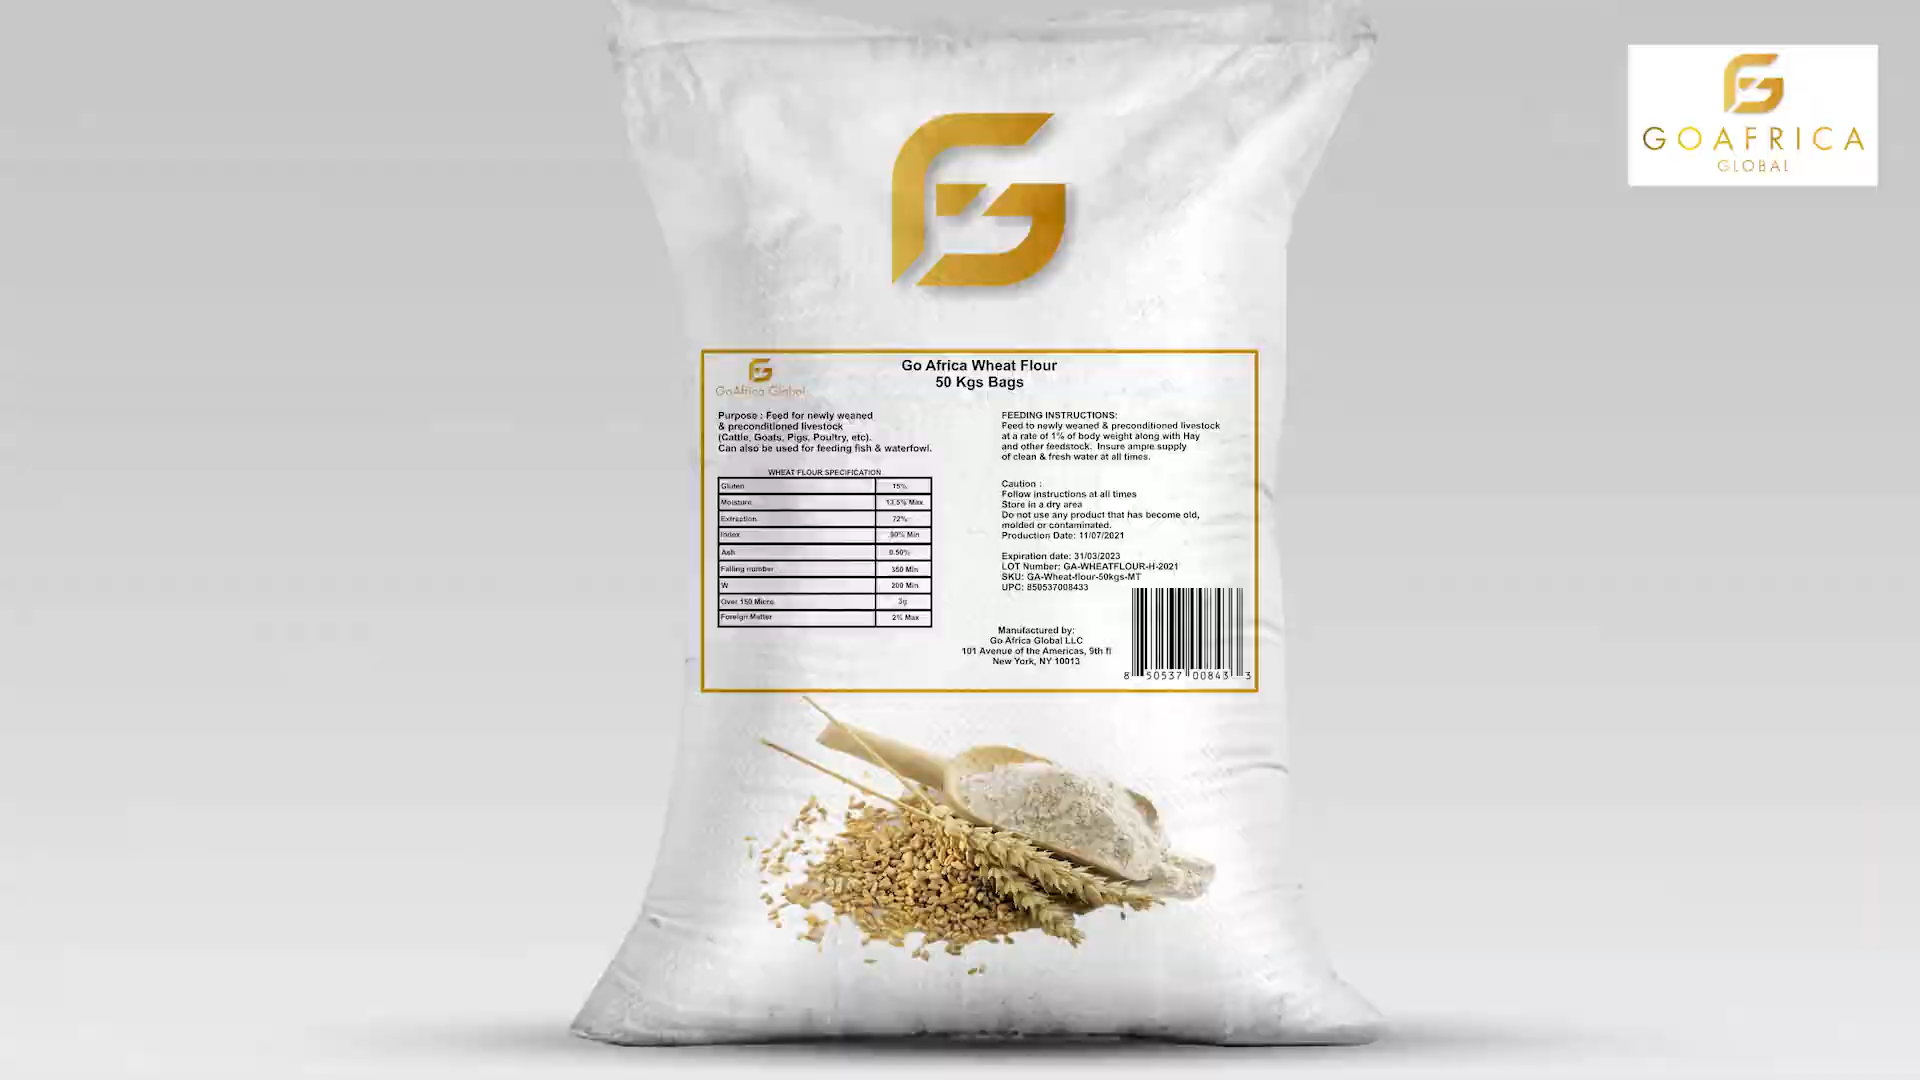 GOAFRICA
GLOBAL
GoAfrica Global
Go Africa Wheat Flour
50 Kgs Bags
Purpose : Feed for newly weaned
& preconditioned livestock
(Cattle, Goats, Pigs, Poultry, etc).
Can also be used for feeding fish & waterfowl.
WHEAT FLOUR SPECIFICATION
Gluten 15%
Moisture 13.5% Max
Extraction 72%
Index 90% Min
Ash 0.50%
Falling number 350 Min
W 200 Min
Over 150 Micro 3g
Foreign Matter 2% Max
FEEDING INSTRUCTIONS:
Feed to newly weaned & preconditioned livestock
at a rate of 1% of body weight along with Hay
and other feedstock. Insure ample supply
of clean & fresh water at all times.
Caution :
Follow instructions at all times
Store in a dry area
Do not use any product that has become old,
molded or contaminated.
Production Date: 11/07/2021
Expiration date: 31/03/2023
LOT Number: GA-WHEATFLOUR-H-2021
SKU: GA-Wheat-flour-50kgs-MT
UPC: 850537008433
Manufactured by:
Go Africa Global LLC
101 Avenue of the Americas, 9th fl
New York, NY 10013
8 50537 00843 3